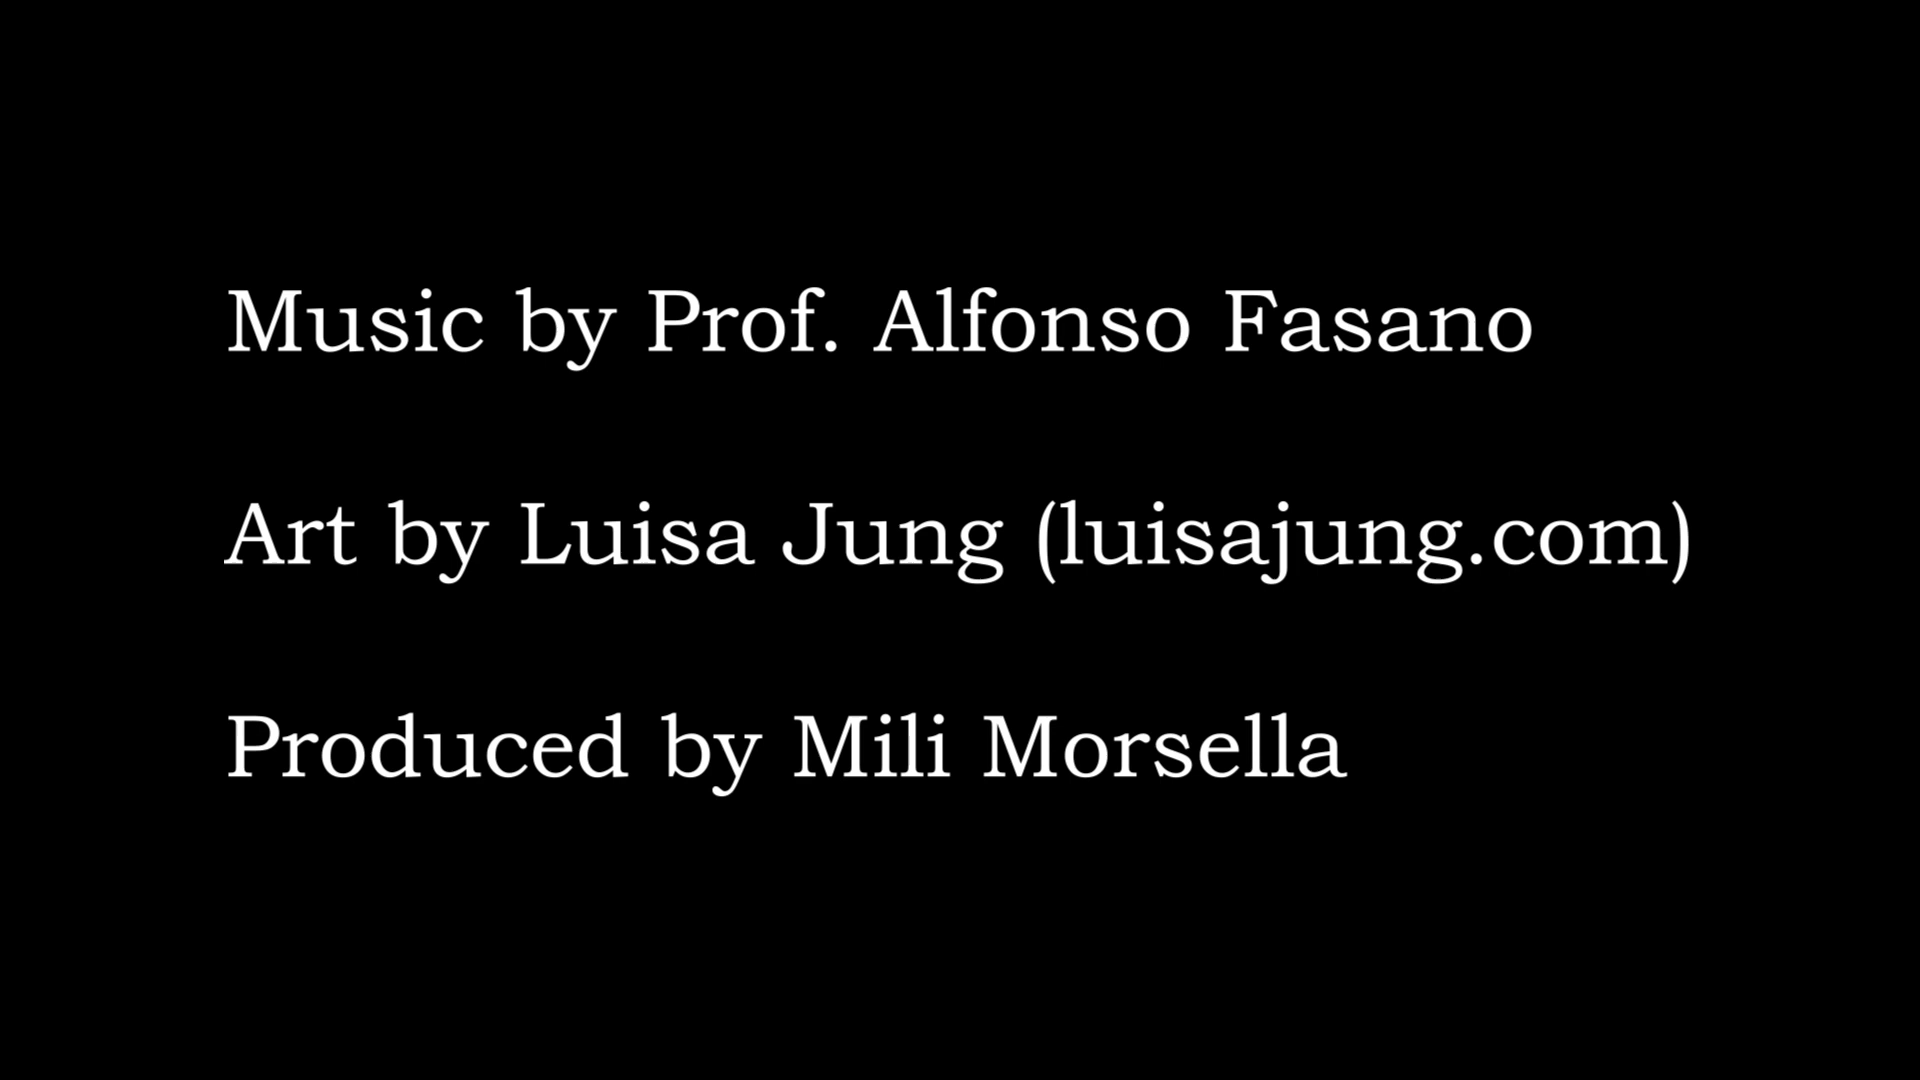 Music by Prof. Alfonso Fasano
Art by Luisa Jung (luisajung.com)
Produced by Mili Morsella